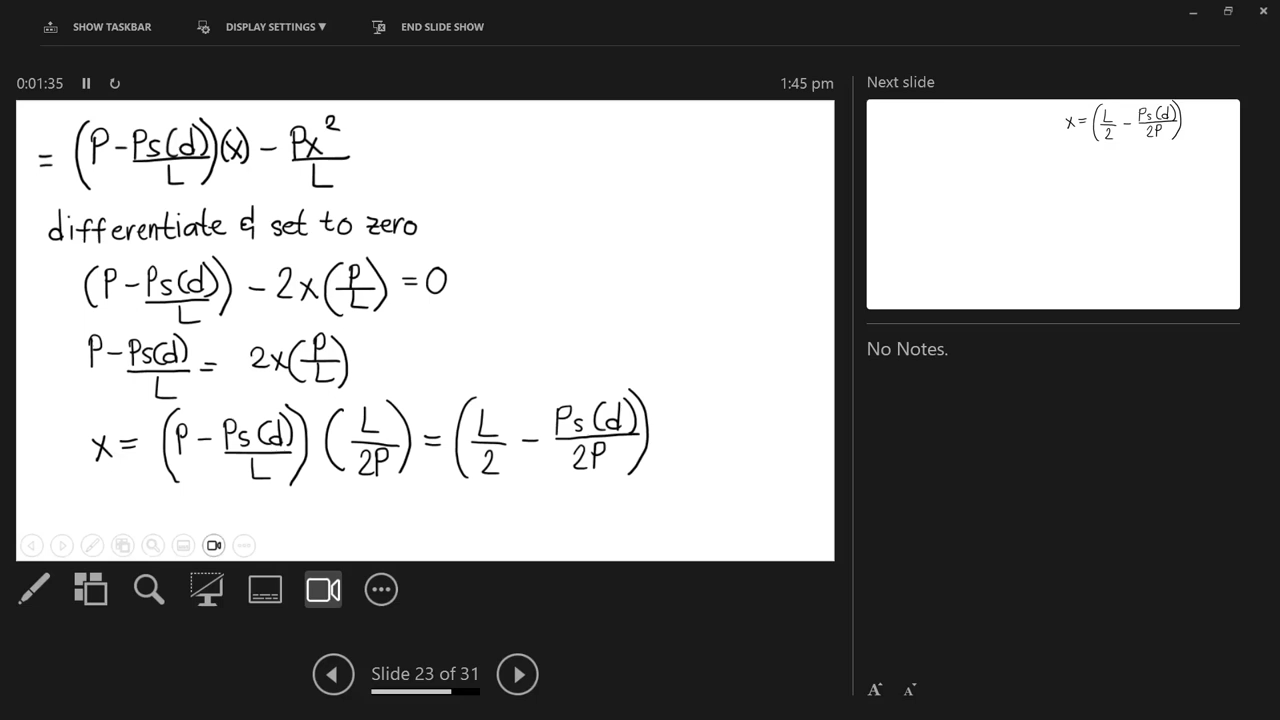 SHOW TASKBAR DISPLAY SETTINGS ▼ END SLIDE SHOW
0:01:35 1:45 pm
= (P - Ps(d)/L)(x) - Px²/L
differentiate & set to zero
(P - Ps(d)/L) - 2x(P/L) = 0
P - Ps(d)/L = 2x(P/L)
x = (P - Ps(d)/L)(L/2P) = (L/2 - Ps(d)/2P)
Slide 23 of 31
Next slide
x = (L/2 - Ps(d)/2P)
No Notes.
A A